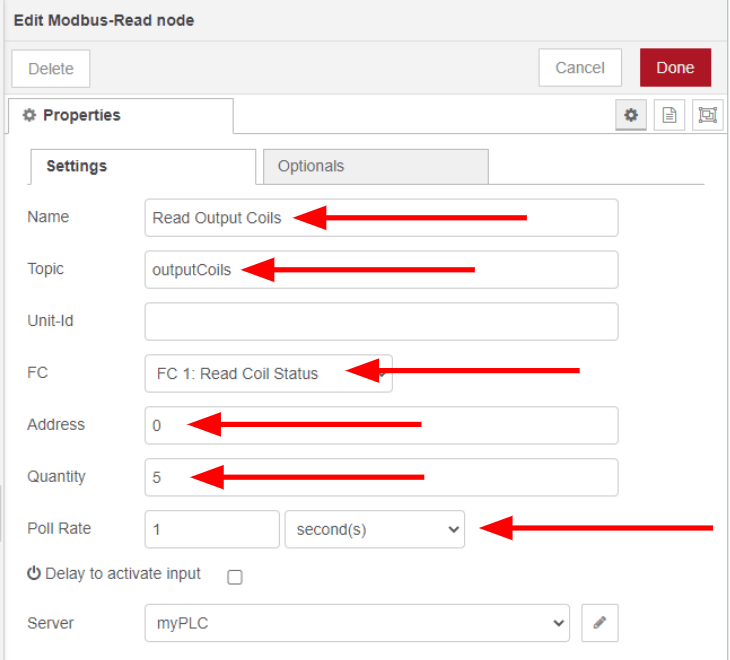 Edit Modbus-Read node
Delete
Cancel
Done
Properties
Settings
Optionals
Name
Read Output Coils
Topic
outputCoils
Unit-Id
FC
FC 1: Read Coil Status
Address
0
Quantity
5
Poll Rate
1
second(s)
Delay to activate input
Server
myPLC